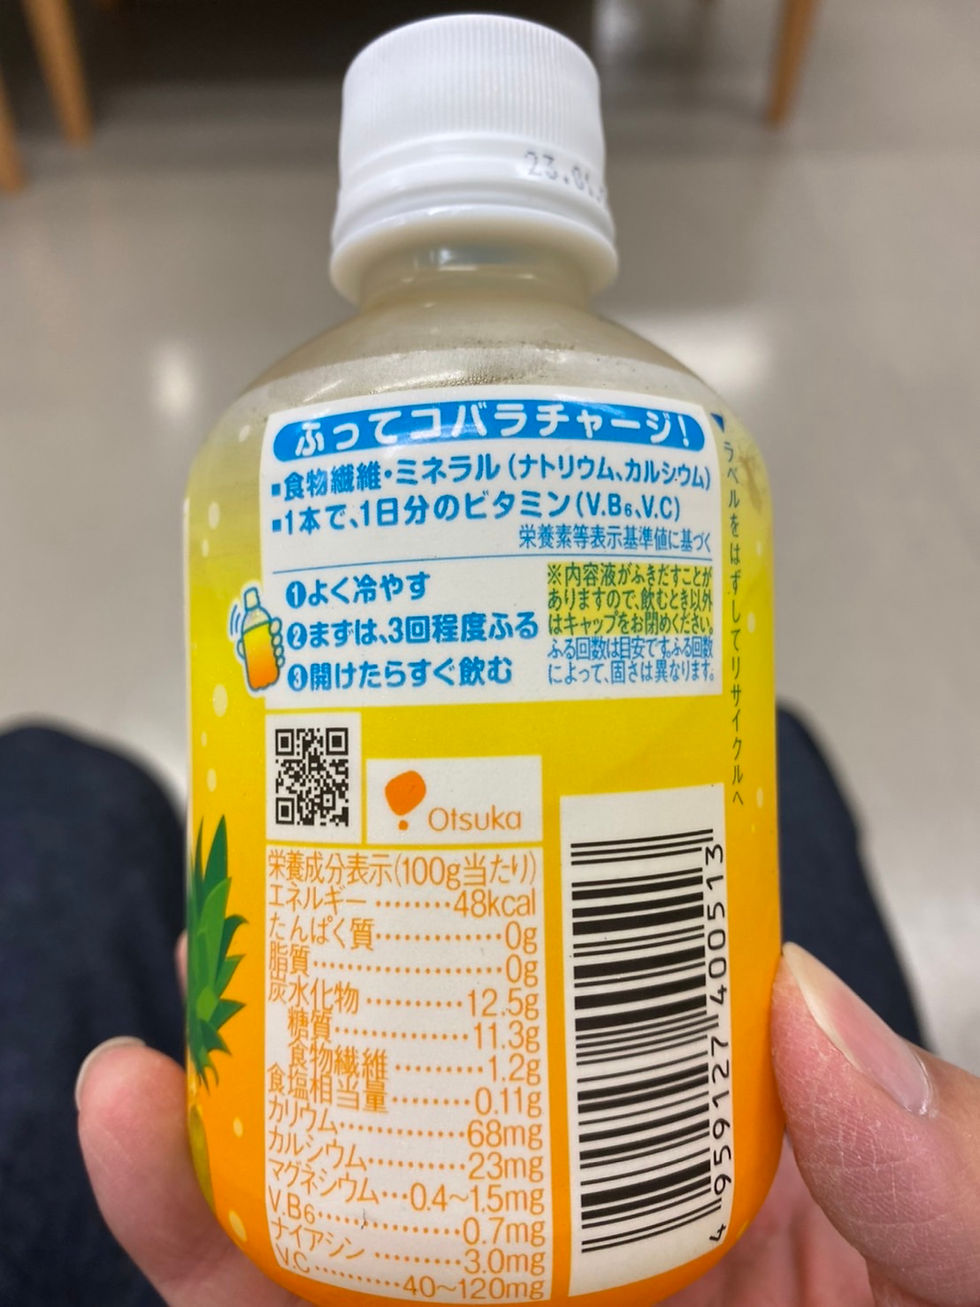 23.01.
ふってコバラチャージ!
▪食物繊維・ミネラル(ナトリウム、カルシウム)
▪1本で、1日分のビタミン(V.B₆、V.C)
栄養素等表示基準値に基づく
❶よく冷やす
❷まずは、3回程度ふる
❸開けたらすぐ飲む
※内容液がふきだすことが
ありますので、飲むとき以外
はキャップをお閉めください。
ふる回数は目安です。ふる回数
によって、固さは異なります。
ラベルをはずしてリサイクルへ
Otsuka
栄養成分表示(100g当たり)
エネルギー………48kcal
たんぱく質…………0g
脂質………………0g
炭水化物………12.5g
糖質…………11.3g
食物繊維………1.2g
食塩相当量………0.11g
カリウム…………68mg
カルシウム………23mg
マグネシウム…0.4~1.5mg
V.B₆…………0.7mg
ナイアシン………3.0mg
V.C………40~120mg
4 959127 400513